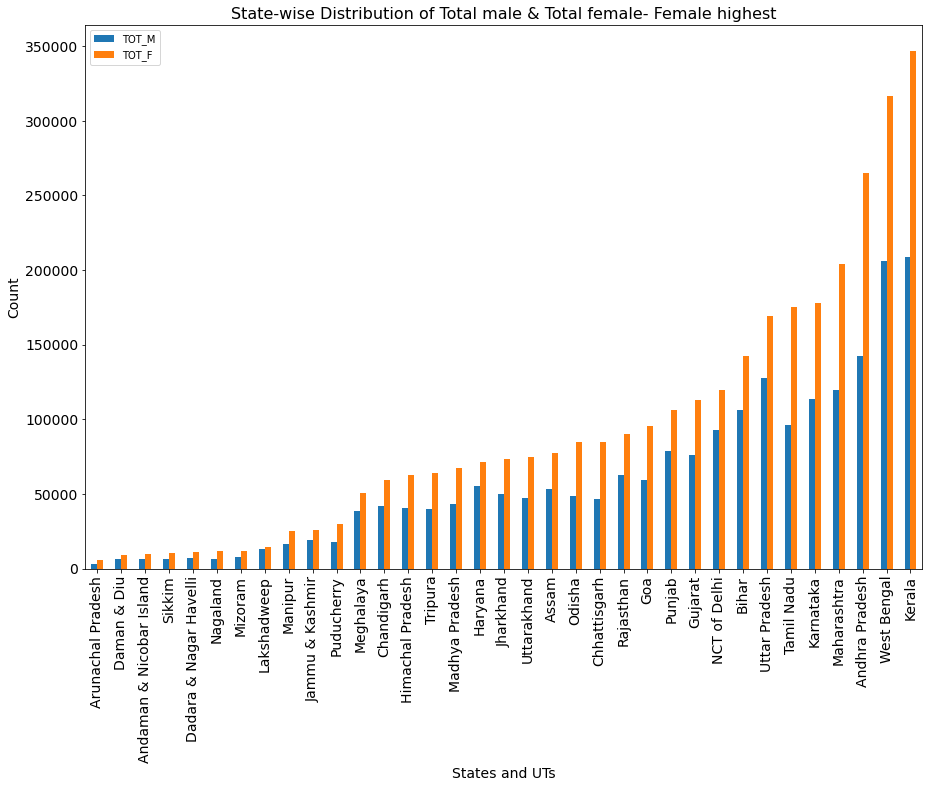 State-wise Distribution of Total male & Total female- Female highest
TOT_M
TOT_F
Count
350000
300000
250000
200000
150000
100000
50000
0
Arunachal Pradesh
Daman & Diu
Andaman & Nicobar Island
Sikkim
Dadara & Nagar Havelli
Nagaland
Mizoram
Lakshadweep
Manipur
Jammu & Kashmir
Puducherry
Meghalaya
Chandigarh
Himachal Pradesh
Tripura
Madhya Pradesh
Haryana
Jharkhand
Uttarakhand
Assam
Odisha
Chhattisgarh
Rajasthan
Goa
Punjab
Gujarat
NCT of Delhi
Bihar
Uttar Pradesh
Tamil Nadu
Karnataka
Maharashtra
Andhra Pradesh
West Bengal
Kerala
States and UTs